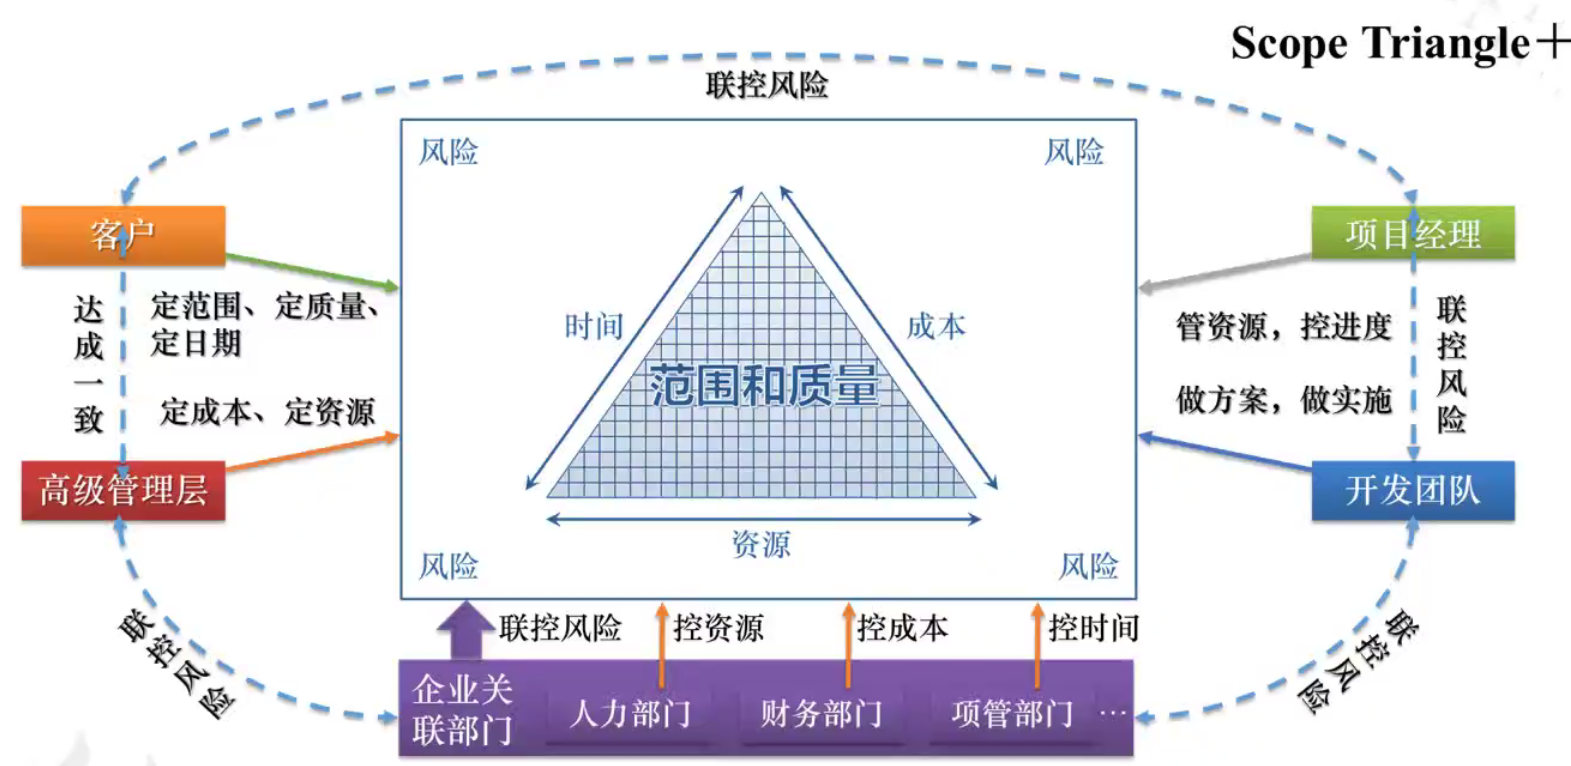 Scope Triangle＋
联控风险
风险
风险
客户
项目经理
达成一致
定范围、定质量、
定日期
时间
成本
管资源，控进度
联控风险
范围和质量
定成本、定资源
做方案，做实施
高级管理层
开发团队
资源
风险
风险
联控风险
联控风险
控资源
控成本
控时间
联控风险
企业关
联部门
人力部门
财务部门
项管部门
…